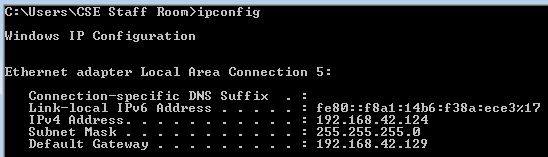 C:\Users\CSE Staff Room>ipconfig
Windows IP Configuration
Ethernet adapter Local Area Connection 5:
Connection-specific DNS Suffix  . :
Link-local IPv6 Address . . . . . : fe80::f8a1:14b6:f38a:ece3%17
IPv4 Address. . . . . . . . . . . : 192.168.42.124
Subnet Mask . . . . . . . . . . . : 255.255.255.0
Default Gateway . . . . . . . . . : 192.168.42.129